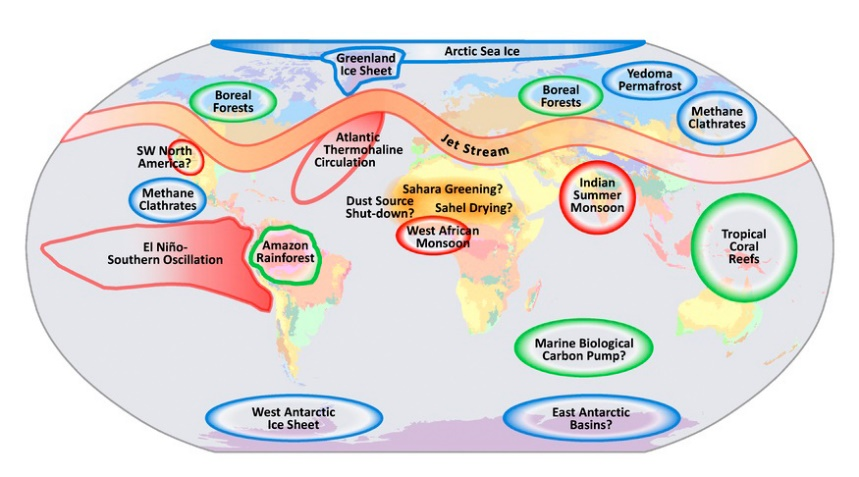 Arctic Sea Ice
Greenland
Ice Sheet
Boreal
Forests
Boreal
Forests
Yedoma
Permafrost
Methane
Clathrates
Jet Stream
Atlantic
Thermohaline
Circulation
SW North
America?
Methane
Clathrates
Sahara Greening?
Dust Source
Shut-down?
Sahel Drying?
Indian
Summer
Monsoon
West African
Monsoon
El Niño-
Southern Oscillation
Amazon
Rainforest
Tropical
Coral
Reefs
Marine Biological
Carbon Pump?
West Antarctic
Ice Sheet
East Antarctic
Basins?